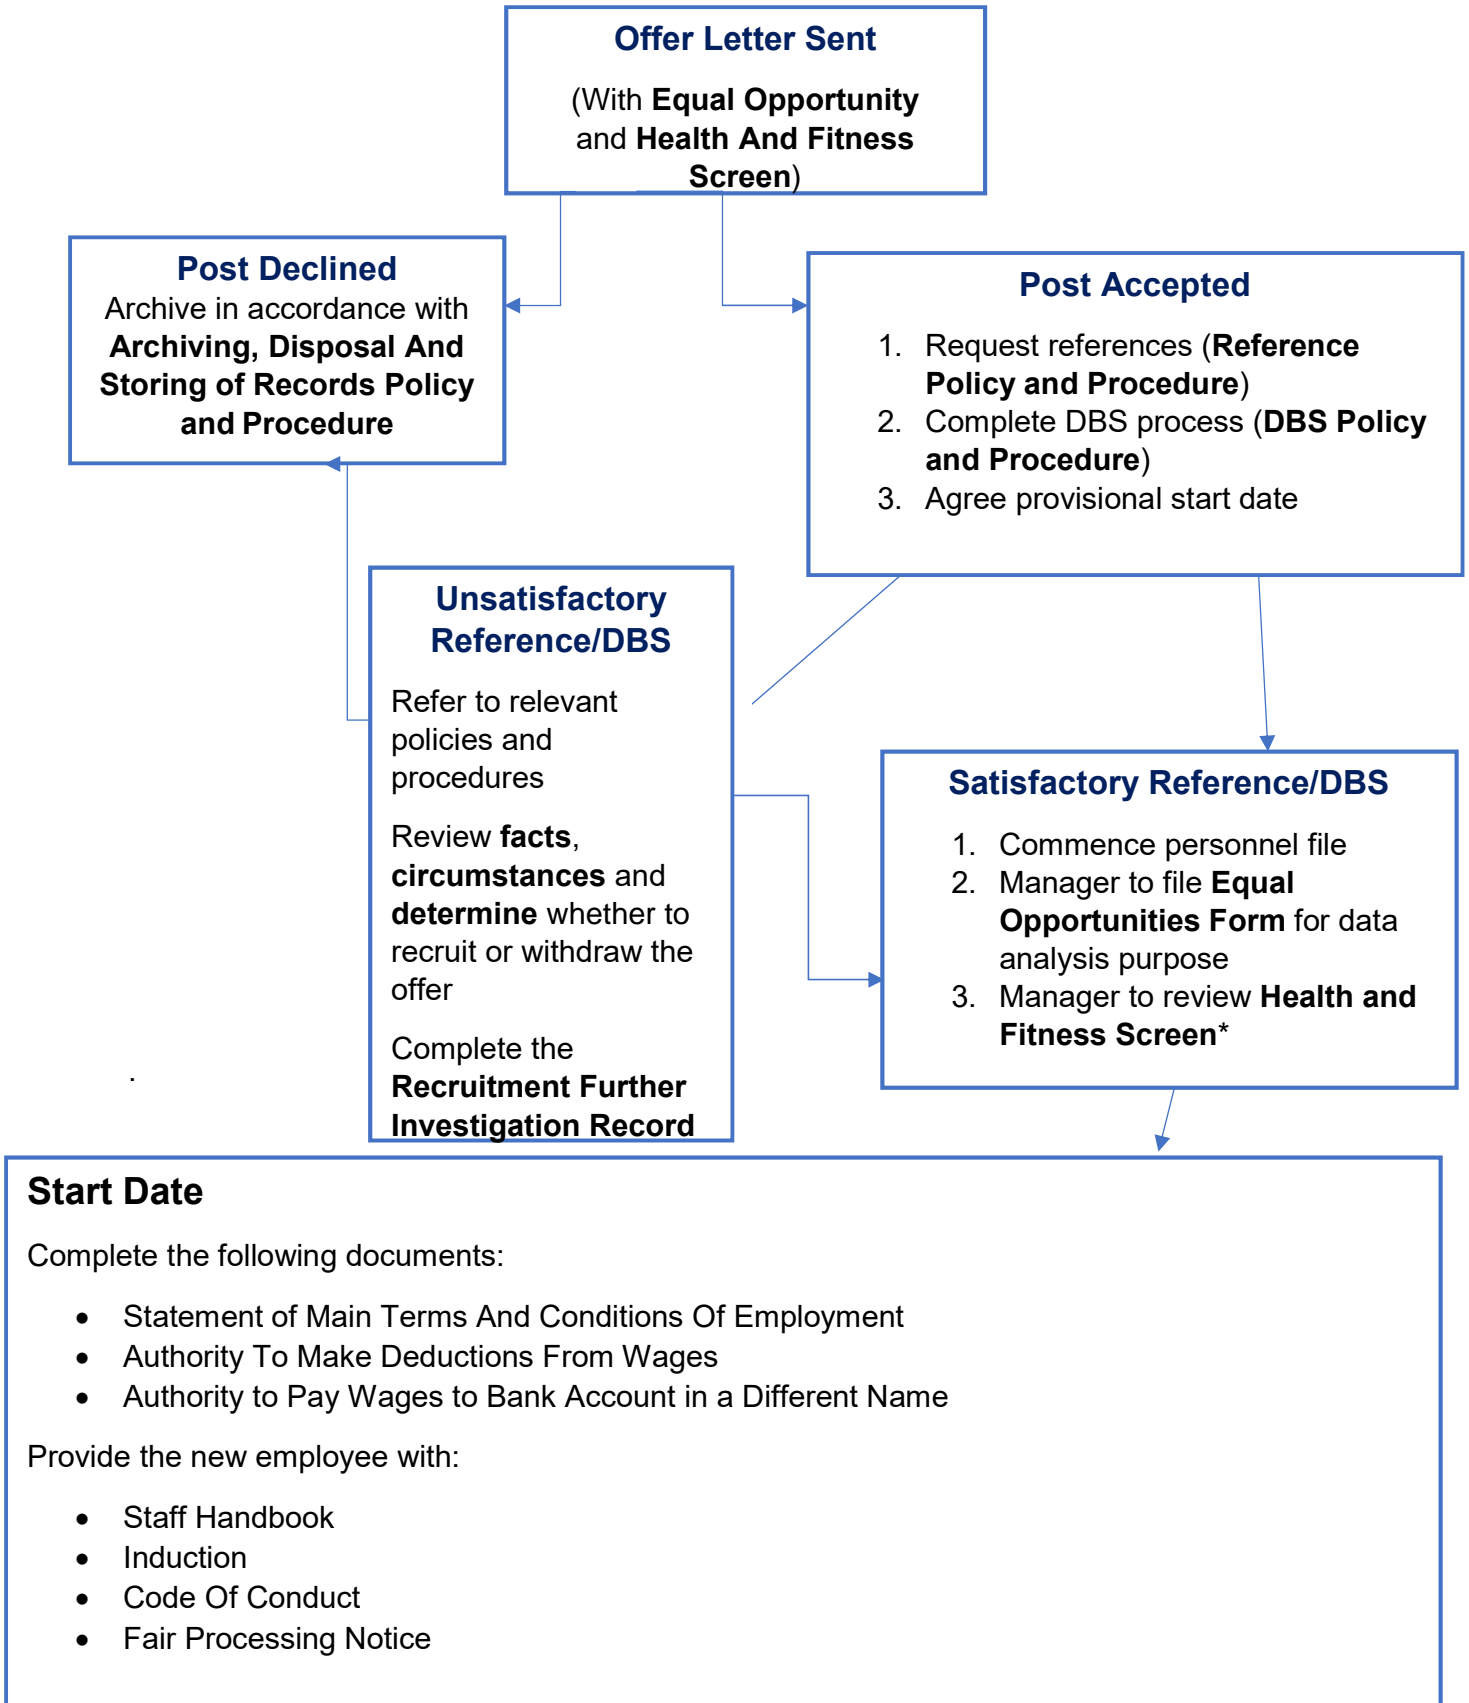 Offer Letter Sent
(With Equal Opportunity
and Health And Fitness
Screen)
Post Declined
Archive in accordance with
Archiving, Disposal And
Storing of Records Policy
and Procedure
Post Accepted
1. Request references (Reference
Policy and Procedure)
2. Complete DBS process (DBS Policy
and Procedure)
3. Agree provisional start date
Unsatisfactory
Reference/DBS
Refer to relevant
policies and
procedures
Review facts,
circumstances and
determine whether to
recruit or withdraw the
offer
Complete the
Recruitment Further
Investigation Record
Satisfactory Reference/DBS
1. Commence personnel file
2. Manager to file Equal
Opportunities Form for data
analysis purpose
3. Manager to review Health and
Fitness Screen*
.
Start Date
Complete the following documents:
• Statement of Main Terms And Conditions Of Employment
• Authority To Make Deductions From Wages
• Authority to Pay Wages to Bank Account in a Different Name
Provide the new employee with:
• Staff Handbook
• Induction
• Code Of Conduct
• Fair Processing Notice